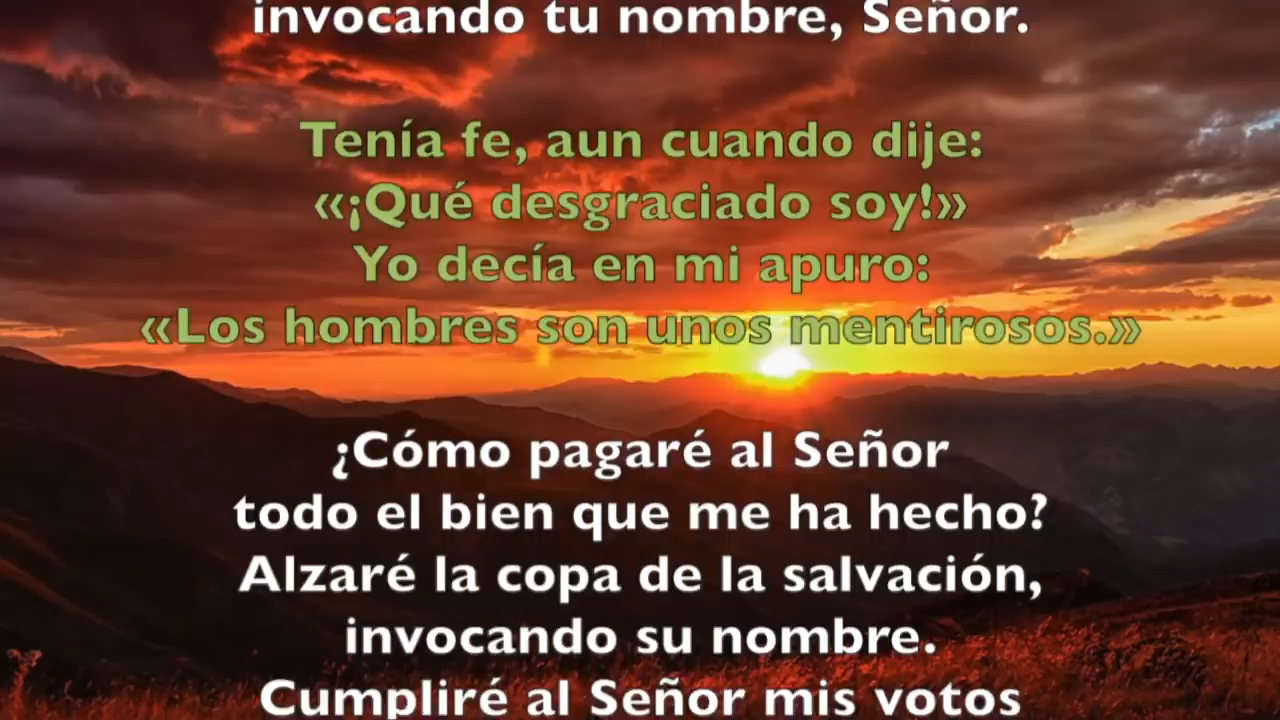 invocando tu nombre, Señor.
Tenía fe, aun cuando dije:
«¡Qué desgraciado soy!»
Yo decía en mi apuro:
«Los hombres son unos mentirosos.»
¿Cómo pagaré al Señor
todo el bien que me ha hecho?
Alzaré la copa de la salvación,
invocando su nombre.
Cumpliré al Señor mis votos